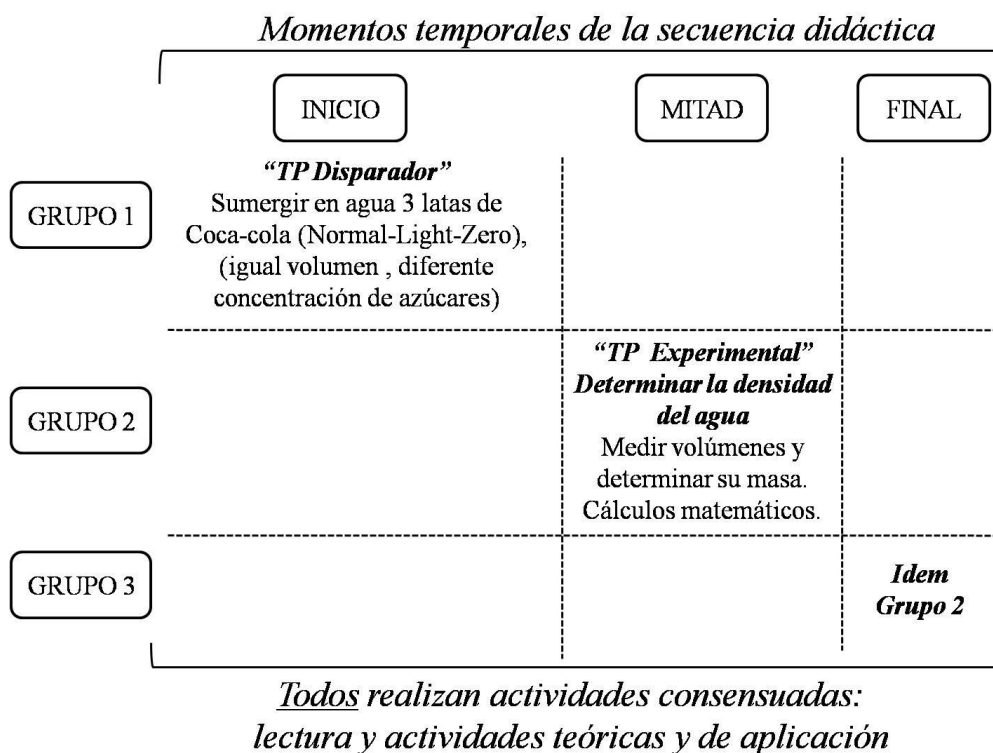 Momentos temporales de la secuencia didáctica
INICIO
MITAD
FINAL
GRUPO 1
“TP Disparador”
Sumergir en agua 3 latas de
Coca-cola (Normal-Light-Zero),
(igual volumen , diferente
concentración de azúcares)
GRUPO 2
“TP Experimental”
Determinar la densidad
del agua
Medir volúmenes y
determinar su masa.
Cálculos matemáticos.
GRUPO 3
Idem
Grupo 2
Todos realizan actividades consensuadas:
lectura y actividades teóricas y de aplicación